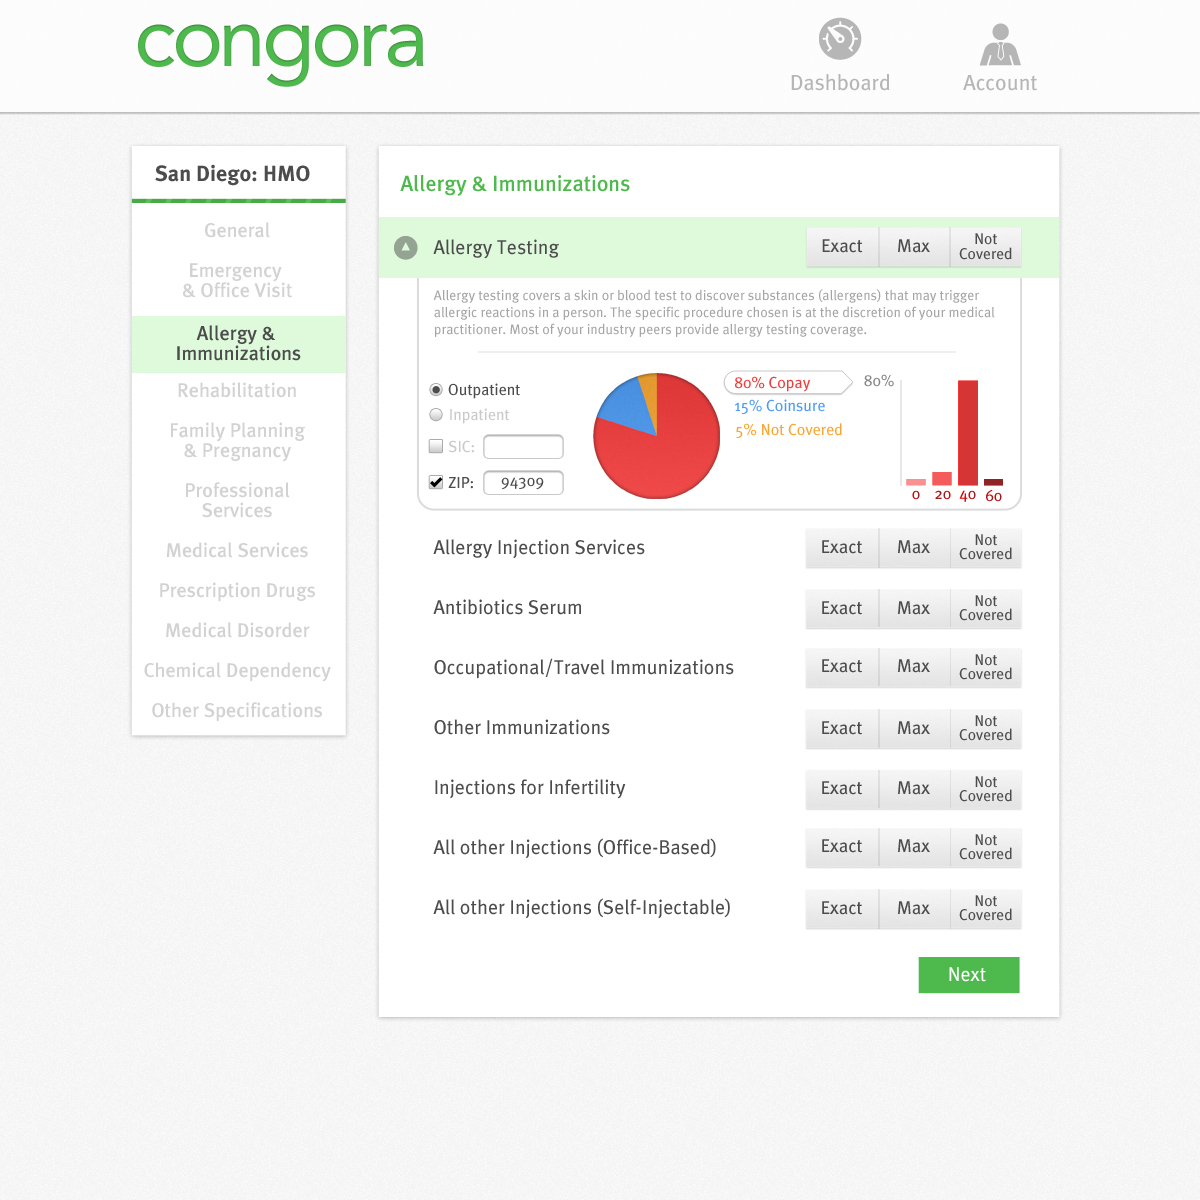 congora
Dashboard
Account
San Diego: HMO
General
Emergency
& Office Visit
Allergy &
Immunizations
Rehabilitation
Family Planning
& Pregnancy
Professional
Services
Medical Services
Prescription Drugs
Medical Disorder
Chemical Dependency
Other Specifications
Allergy & Immunizations
Allergy Testing
Exact
Max
Not
Covered
Allergy testing covers a skin or blood test to discover substances (allergens) that may trigger
allergic reactions in a person. The specific procedure chosen is at the discretion of your medical
practitioner. Most of your industry peers provide allergy testing coverage.
Outpatient
Inpatient
SIC:
ZIP:
94309
80% Copay
15% Coinsure
5% Not Covered
80%
0 20 40 60
Allergy Injection Services
Exact
Max
Not
Covered
Antibiotics Serum
Exact
Max
Not
Covered
Occupational/Travel Immunizations
Exact
Max
Not
Covered
Other Immunizations
Exact
Max
Not
Covered
Injections for Infertility
Exact
Max
Not
Covered
All other Injections (Office-Based)
Exact
Max
Not
Covered
All other Injections (Self-Injectable)
Exact
Max
Not
Covered
Next